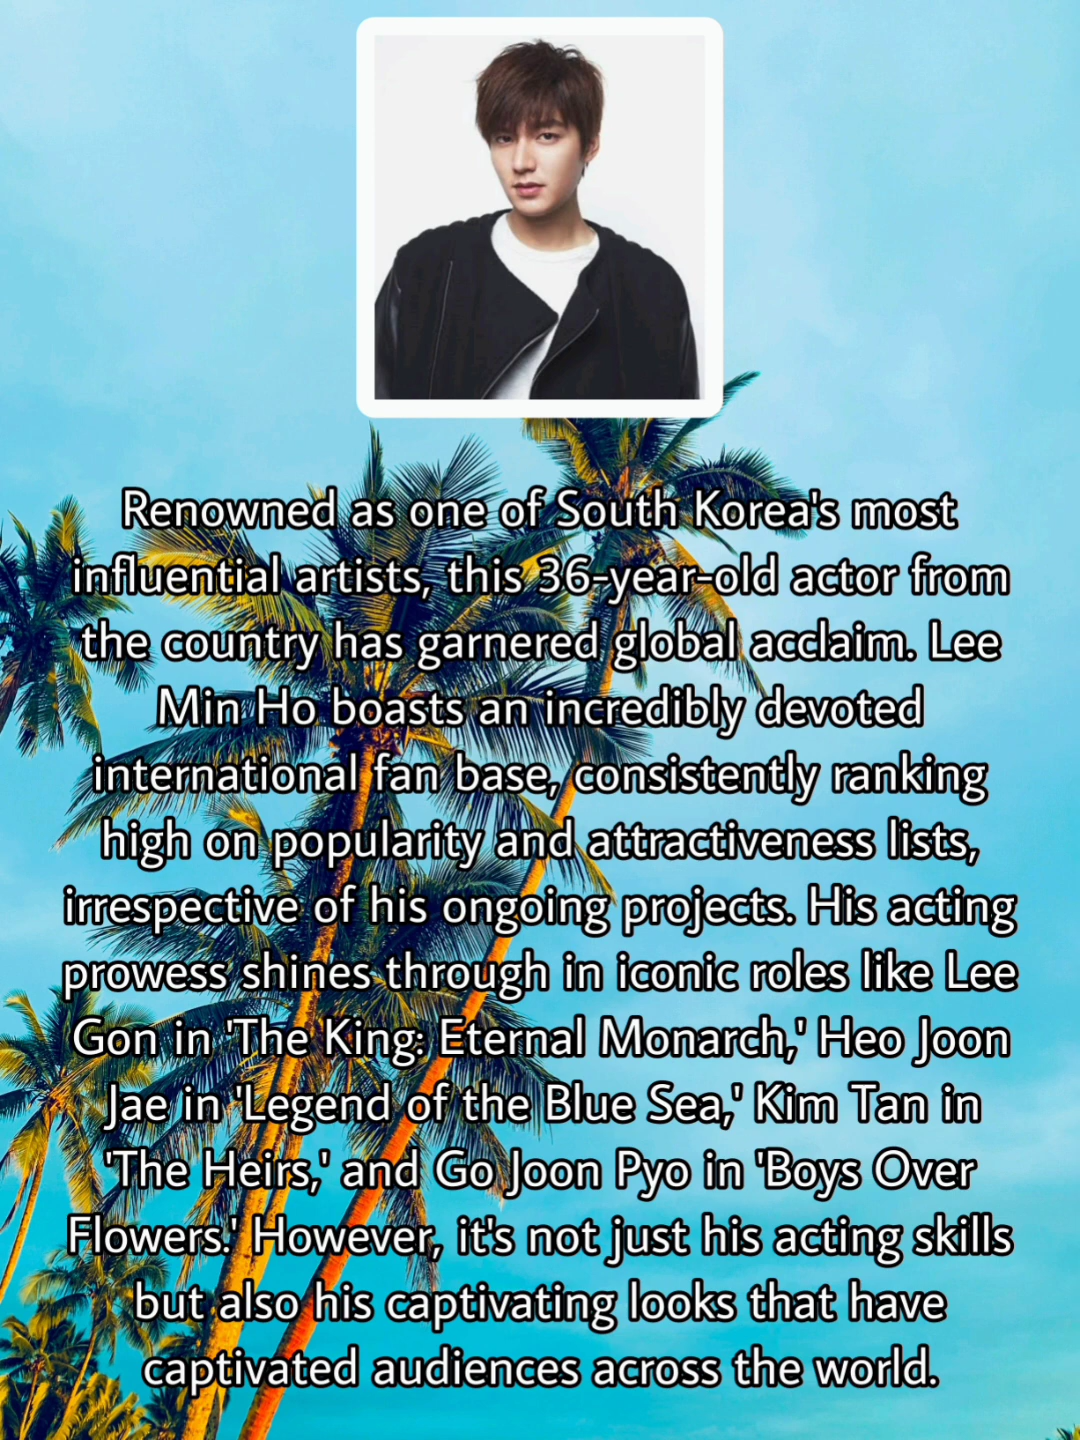 Renowned as one of South Korea's most
influential artists, this 36-year-old actor from
the country has garnered global acclaim. Lee
Min Ho boasts an incredibly devoted
international fan base, consistently ranking
high on popularity and attractiveness lists,
irrespective of his ongoing projects. His acting
prowess shines through in iconic roles like Lee
Gon in 'The King: Eternal Monarch,' Heo Joon
Jae in 'Legend of the Blue Sea,' Kim Tan in
'The Heirs,' and Go Joon Pyo in 'Boys Over
Flowers.' However, it's not just his acting skills
but also his captivating looks that have
captivated audiences across the world.